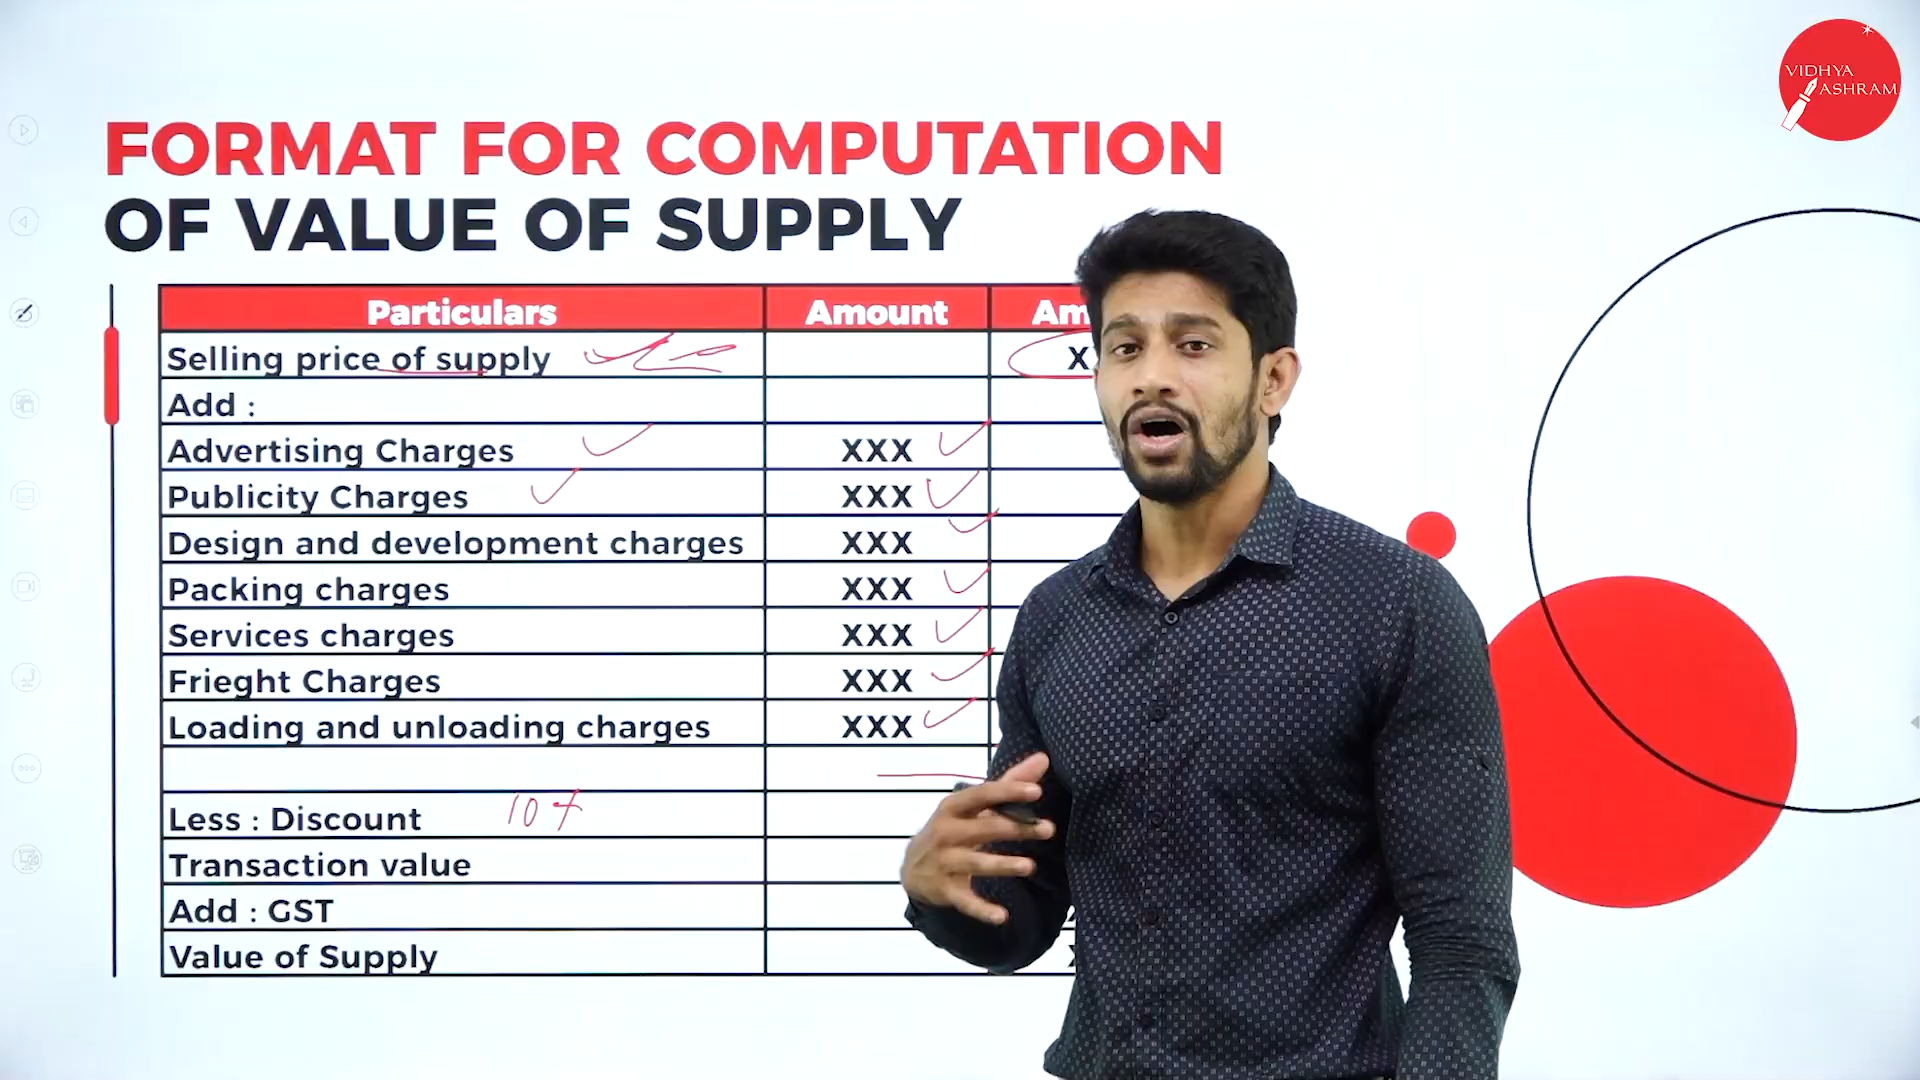 VIDHYA
ASHRAM
FORMAT FOR COMPUTATION
OF VALUE OF SUPPLY
Particulars Amount Am
Selling price of supply X
Add :
Advertising Charges XXX
Publicity Charges XXX
Design and development charges XXX
Packing charges XXX
Services charges XXX
Frieght Charges XXX
Loading and unloading charges XXX
Less : Discount 10
Transaction value
Add : GST
Value of Supply